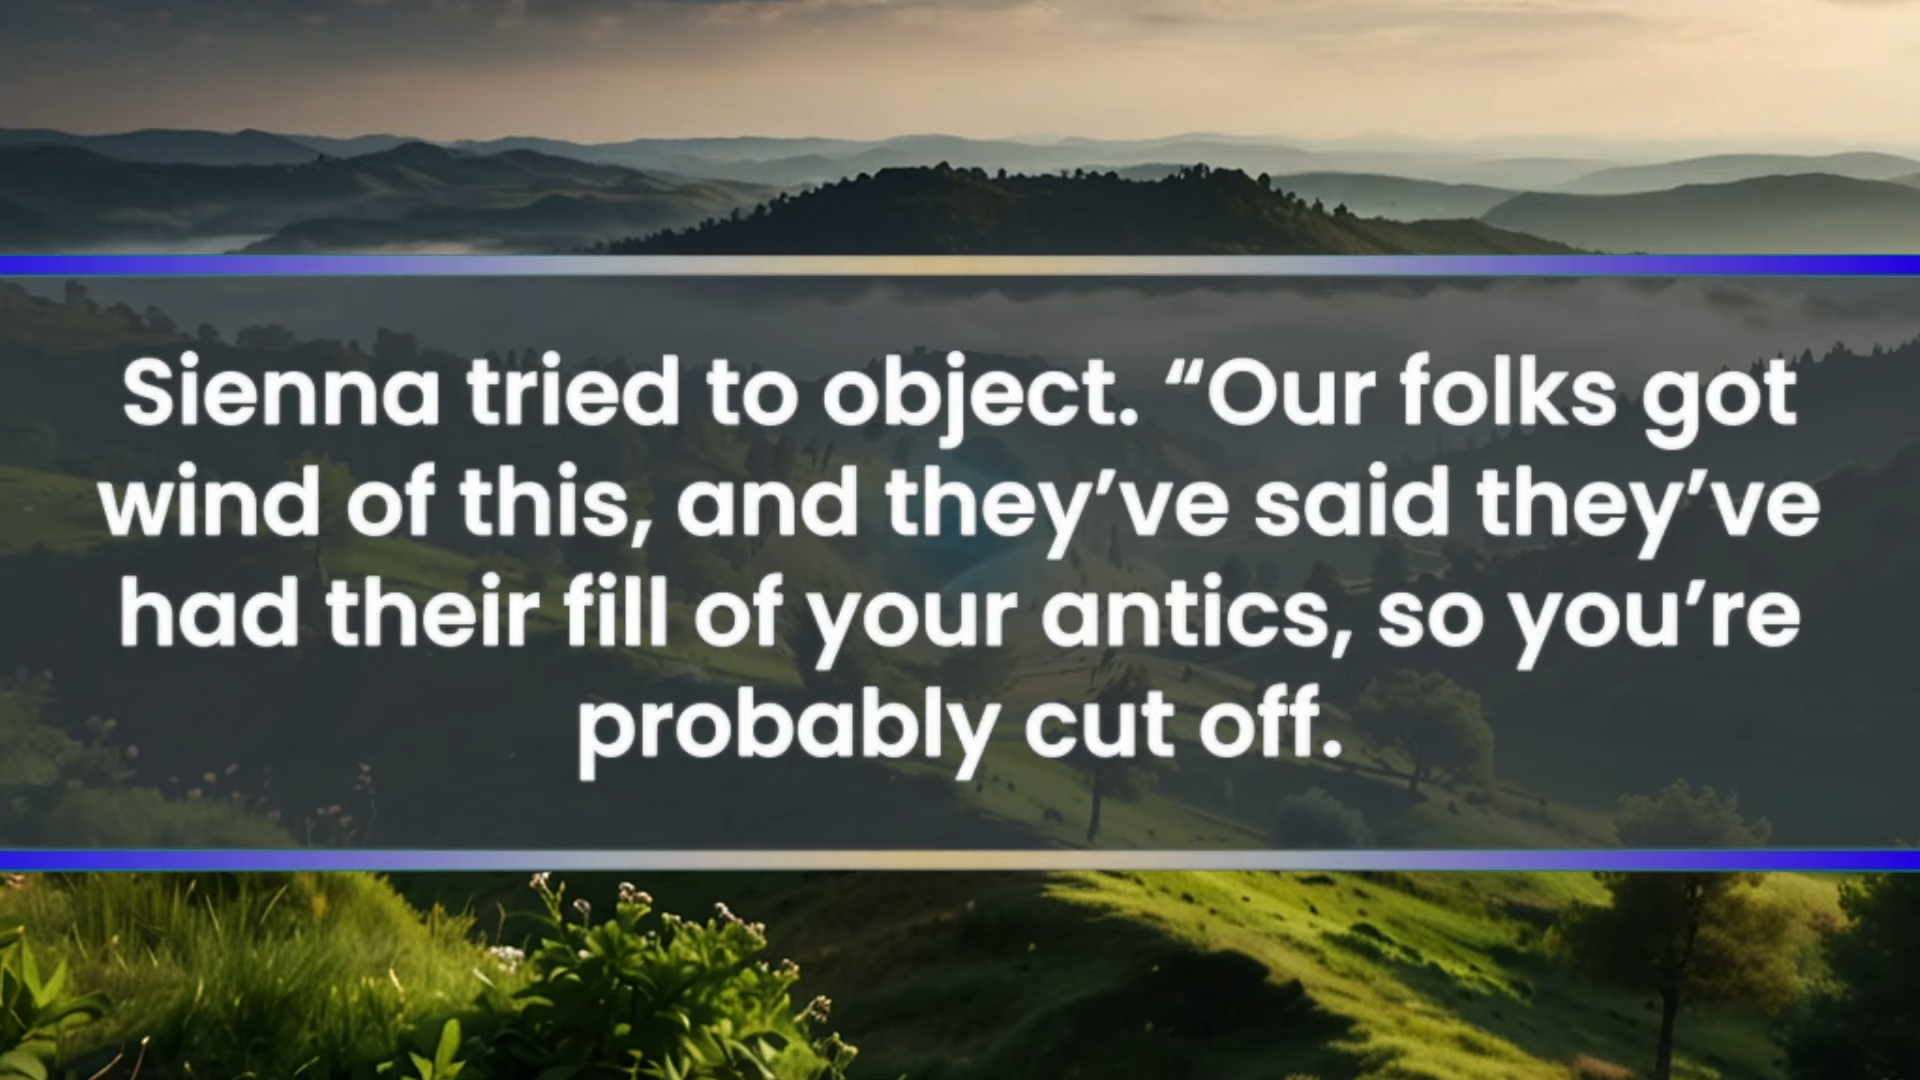 Sienna tried to object. “Our folks got
wind of this, and they’ve said they’ve
had their fill of your antics, so you’re
probably cut off.